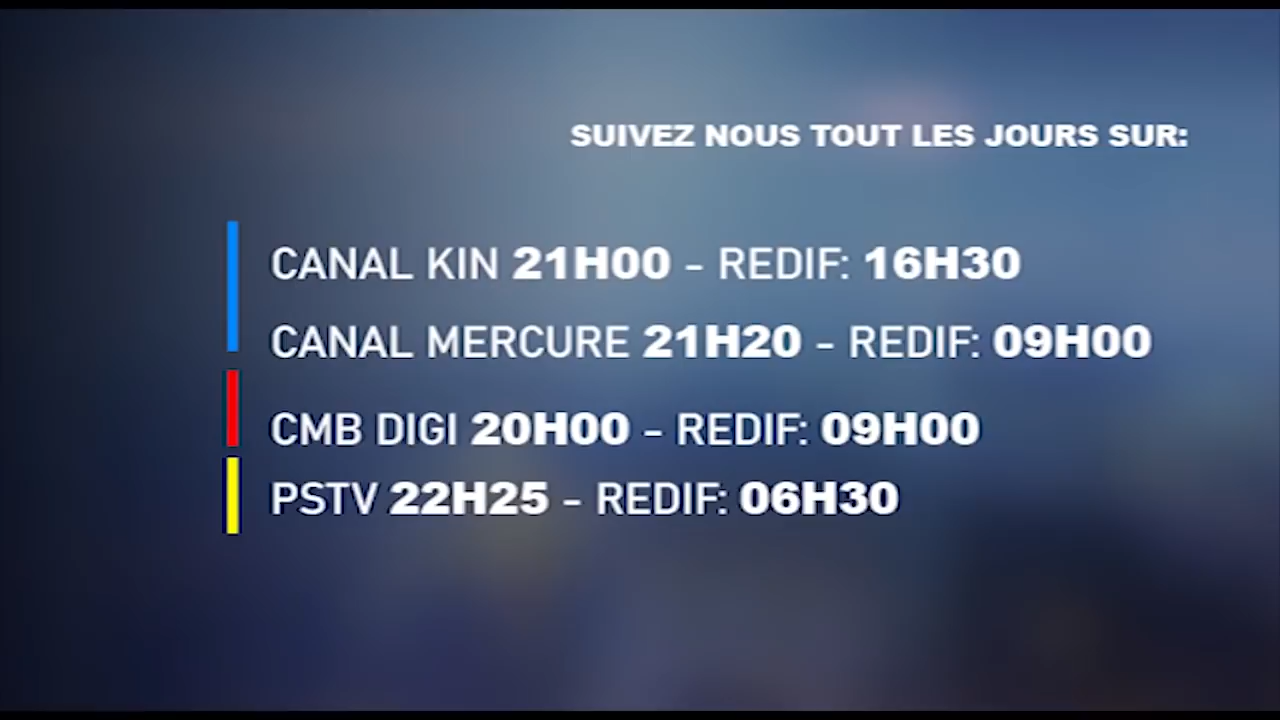 SUIVEZ NOUS TOUT LES JOURS SUR:
CANAL KIN 21H00 - REDIF: 16H30
CANAL MERCURE 21H20 - REDIF: 09H00
CMB DIGI 20H00 - REDIF: 09H00
PSTV 22H25 - REDIF: 06H30